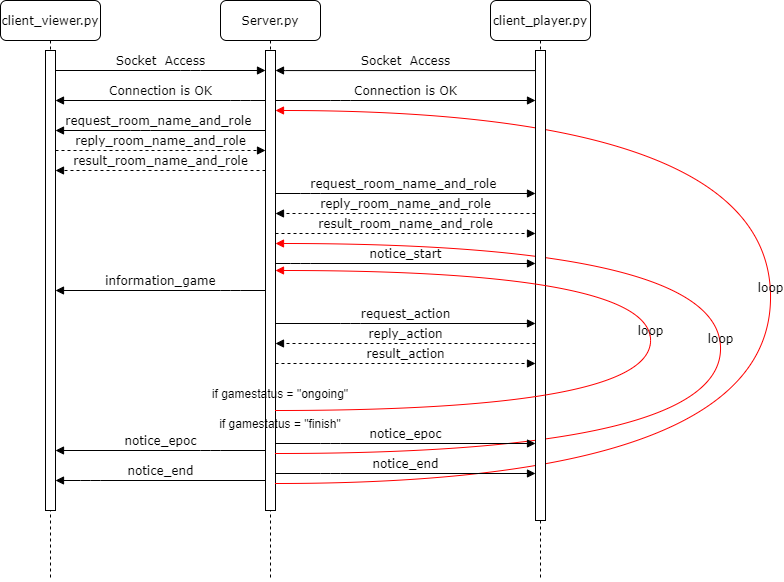 client_viewer.py
Server.py
client_player.py
Socket Access
Socket Access
Connection is OK
Connection is OK
request_room_name_and_role
reply_room_name_and_role
result_room_name_and_role
request_room_name_and_role
reply_room_name_and_role
result_room_name_and_role
notice_start
information_game
loop
request_action
loop
reply_action
loop
result_action
if gamestatus = "ongoing"
if gamestatus = "finish"
notice_epoc
notice_epoc
notice_end
notice_end